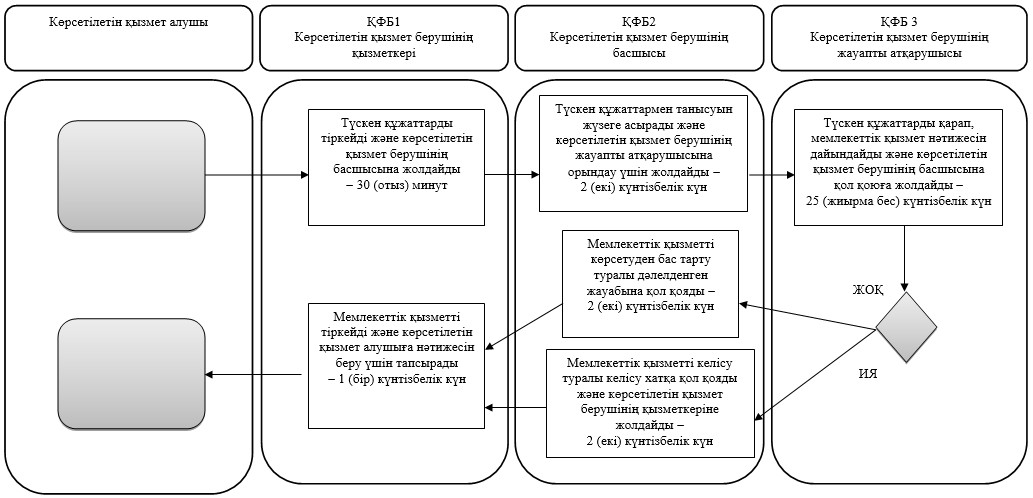 Көрсетілетін қызмет алушы
ҚФБ1
Көрсетілетін қызмет берушінің
қызметкері
ҚФБ2
Көрсетілетін қызмет берушінің
басшысы
ҚФБ 3
Көрсетілетін қызмет берушінің
жауапты атқарушысы
Түскен құжаттарды
тіркейді және көрсетілетін
қызмет берушінің
басшысына жолдайды
– 30 (отыз) минут
Түскен құжаттармен танысуын
жүзеге асырады және
көрсетілетін қызмет берушінің
жауапты атқарушысына
орындау үшін жолдайды –
2 (екі) күнтізбелік күн
Түскен құжаттарды қарап,
мемлекеттік қызмет нәтижесін
дайындайды және көрсетілетін
қызмет берушінің басшысына
қол қоюға жолдайды –
25 (жиырма бес) күнтізбелік күн
Мемлекеттік қызметті
көрсетуден бас тарту
туралы дәлелденген
жауабына қол қояды –
2 (екі) күнтізбелік күн
ЖОҚ
Мемлекеттік қызметті
тіркейді және көрсетілетін
қызмет алушыға нәтижесін
беру үшін тапсырады
– 1 (бір) күнтізбелік күн
Мемлекеттік қызметті келісу
туралы келісу хатқа қол қояды
және көрсетілетін қызмет
берушінің қызметкеріне
жолдайды –
2 (екі) күнтізбелік күн
ИЯ